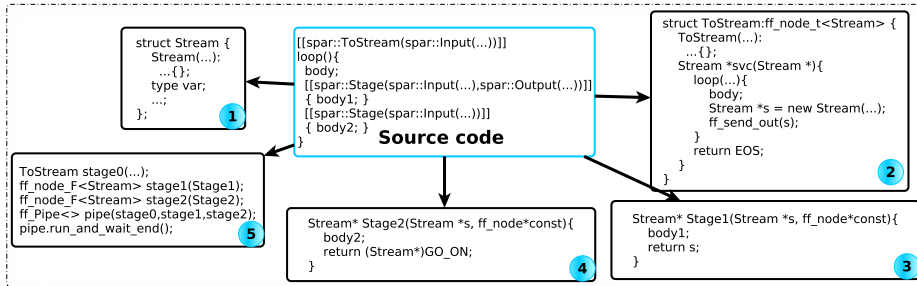 struct Stream {
Stream(...):
...{};
type var;
...;
};
1
[[spar::ToStream(spar::Input(...))]]
loop(){
body;
[[spar::Stage(spar::Input(...),spar::Output(...))]]
{ body1; }
[[spar::Stage(spar::Input(...))]]
{ body2; }
}
Source code
struct ToStream:ff_node_t<Stream> {
ToStream(...):
...{};
Stream *svc(Stream *){
loop(...){
body;
Stream *s = new Stream(...);
ff_send_out(s);
}
return EOS;
}
}
2
ToStream stage0(...);
ff_node_F<Stream> stage1(Stage1);
ff_node_F<Stream> stage2(Stage2);
ff_Pipe<> pipe(stage0,stage1,stage2);
pipe.run_and_wait_end();
5
Stream* Stage2(Stream *s, ff_node*const){
body2;
return (Stream*)GO_ON;
}
4
Stream* Stage1(Stream *s, ff_node*const){
body1;
return s;
}
3